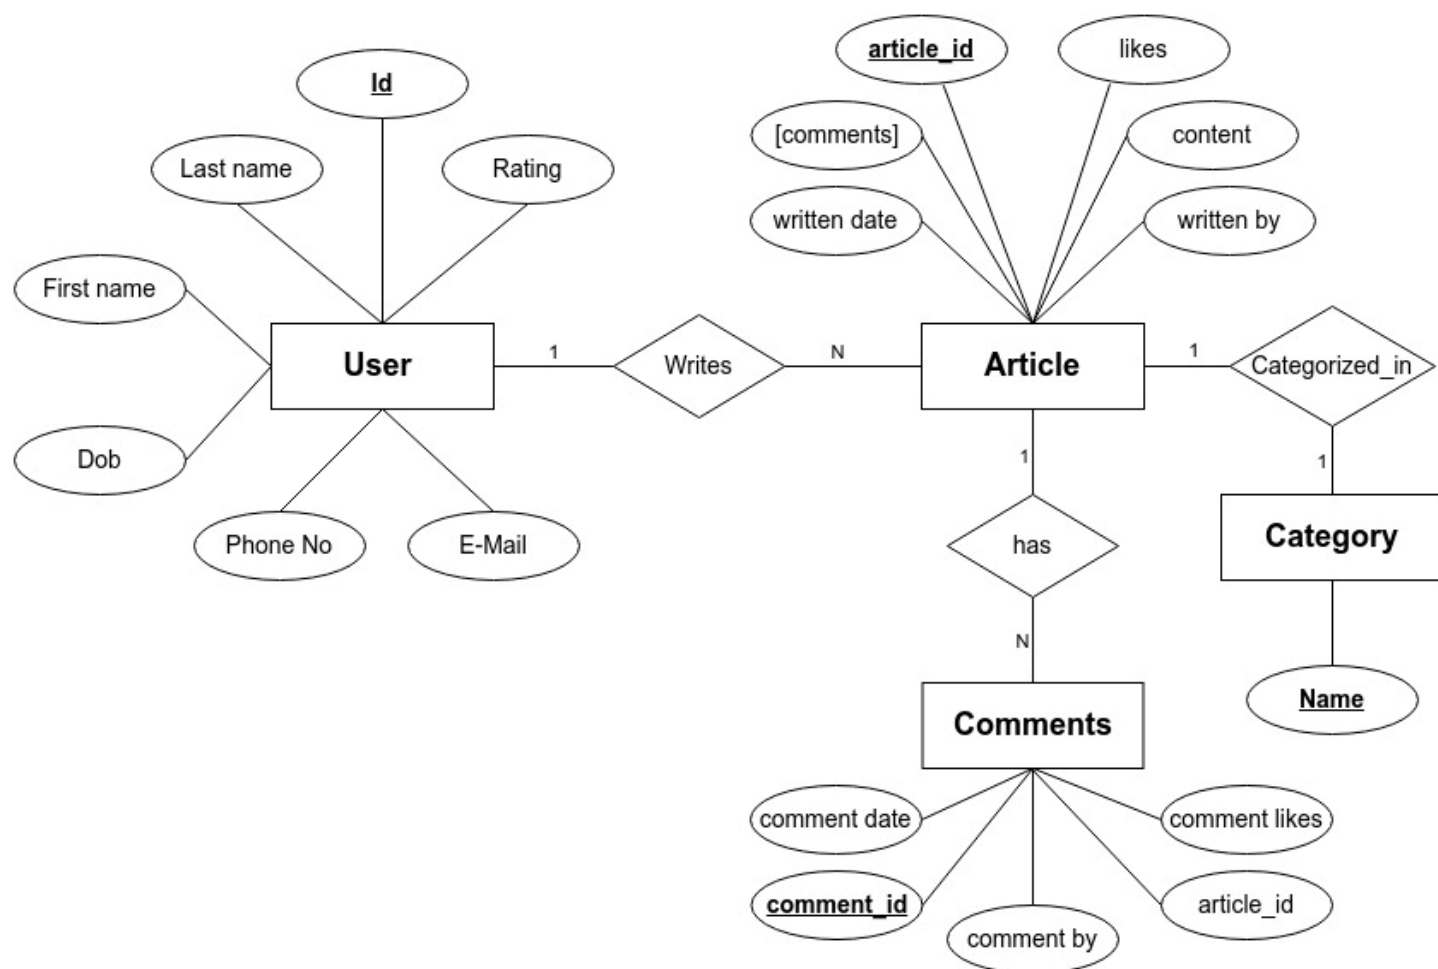 article_id
likes
Id
[comments]
content
Last name
Rating
written date
written by
First name
User
1
Writes
N
Article
1
Categorized_in
Dob
1
1
Phone No
E-Mail
has
Category
N
Name
Comments
comment date
comment likes
comment_id
article_id
comment by